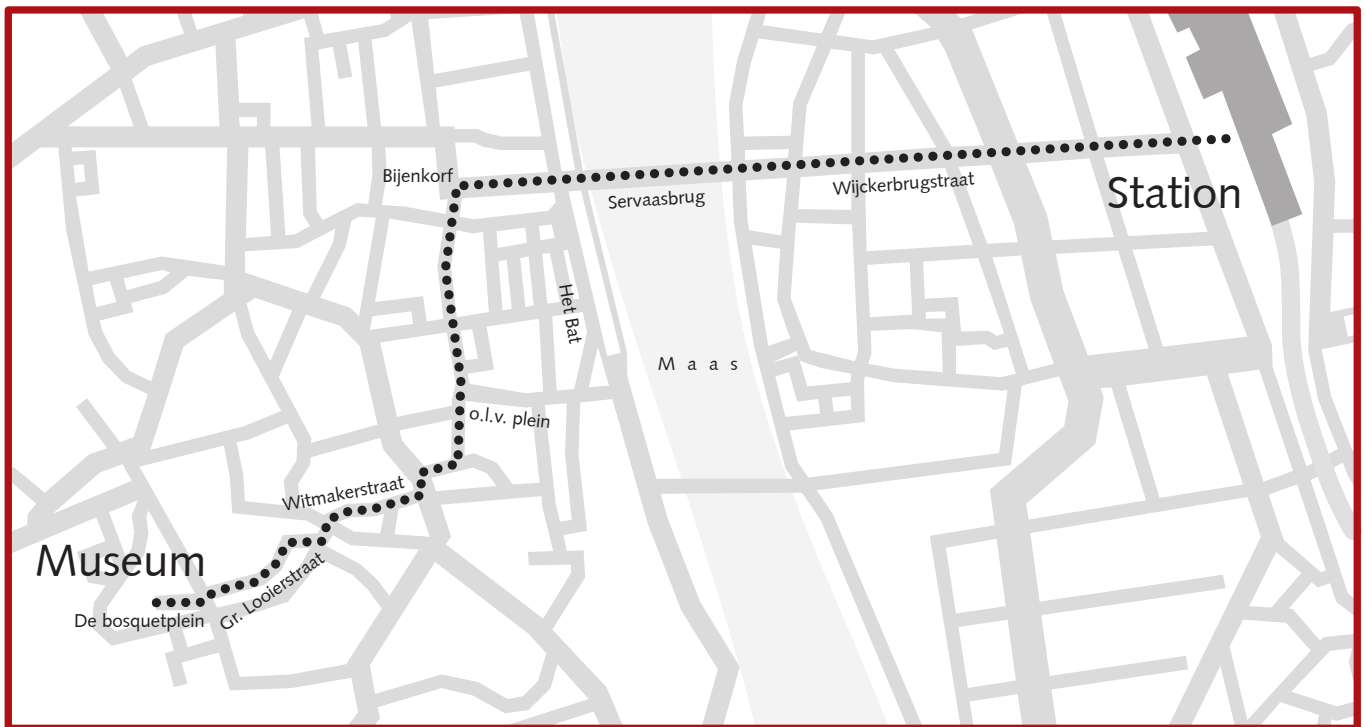 Bijenkorf
Servaasbrug
Wijckerbrugstraat
Station
Het Bat
M a a s
o.l.v. plein
Witmakerstraat
Museum
Gr. Looierstraat
De bosquetplein